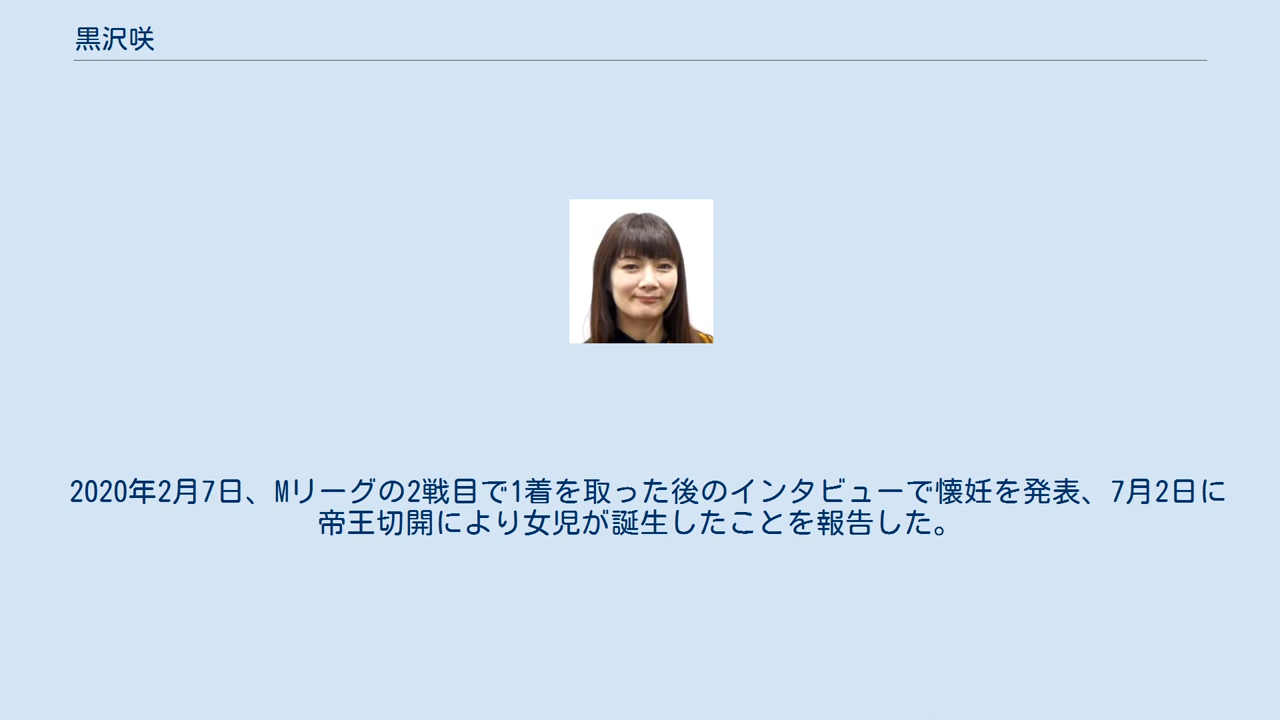 黒沢咲
2020年2月7日、Mリーグの2戦目で1着を取った後のインタビューで懐妊を発表、7月2日に
帝王切開により女児が誕生したことを報告した。